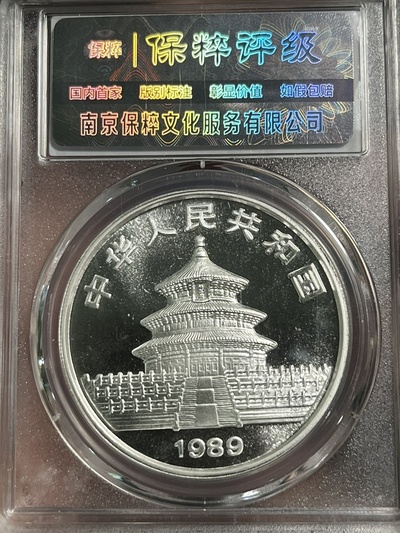 保粹 | 保粹评级
国内首家 版别标注 彰显价值 如假包赔
南京保粹文化服务有限公司
中华人民共和国
1989